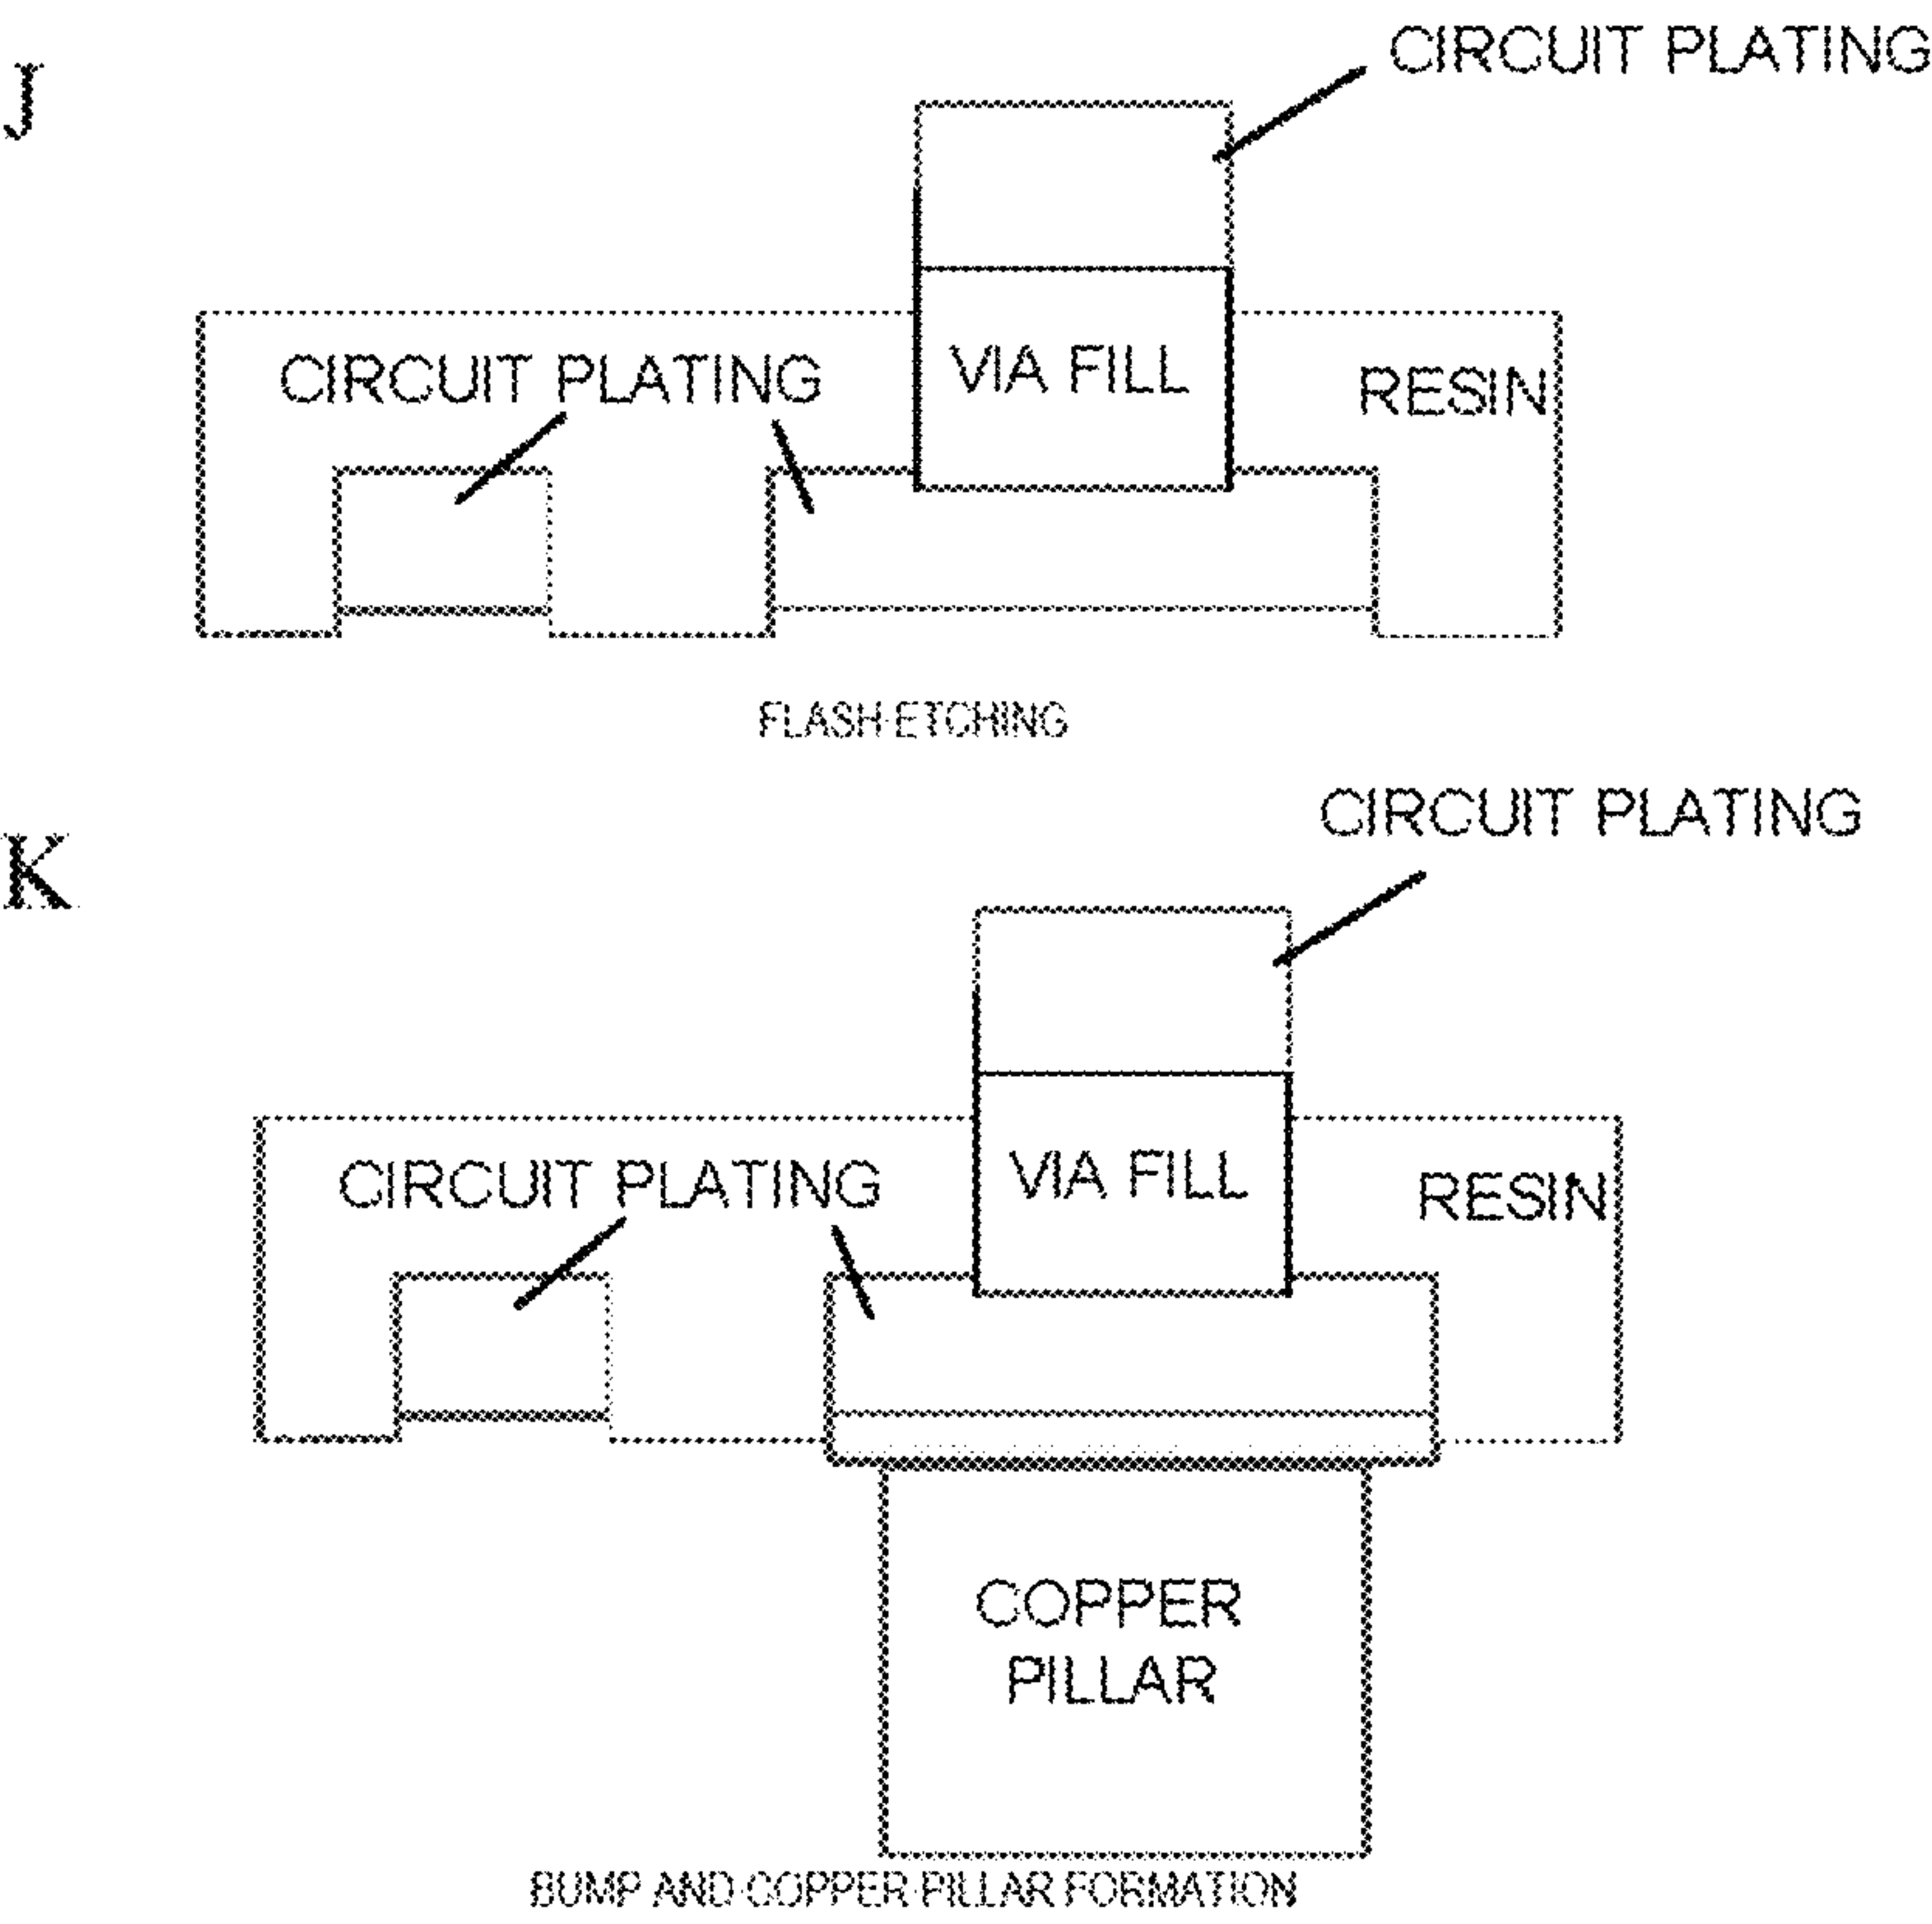 J
CIRCUIT PLATING
VIA FILL
CIRCUIT PLATING
RESIN
FLASH ETCHING
K
CIRCUIT PLATING
VIA FILL
CIRCUIT PLATING
RESIN
COPPER
PILLAR
BUMP AND COPPER PILLAR FORMATION